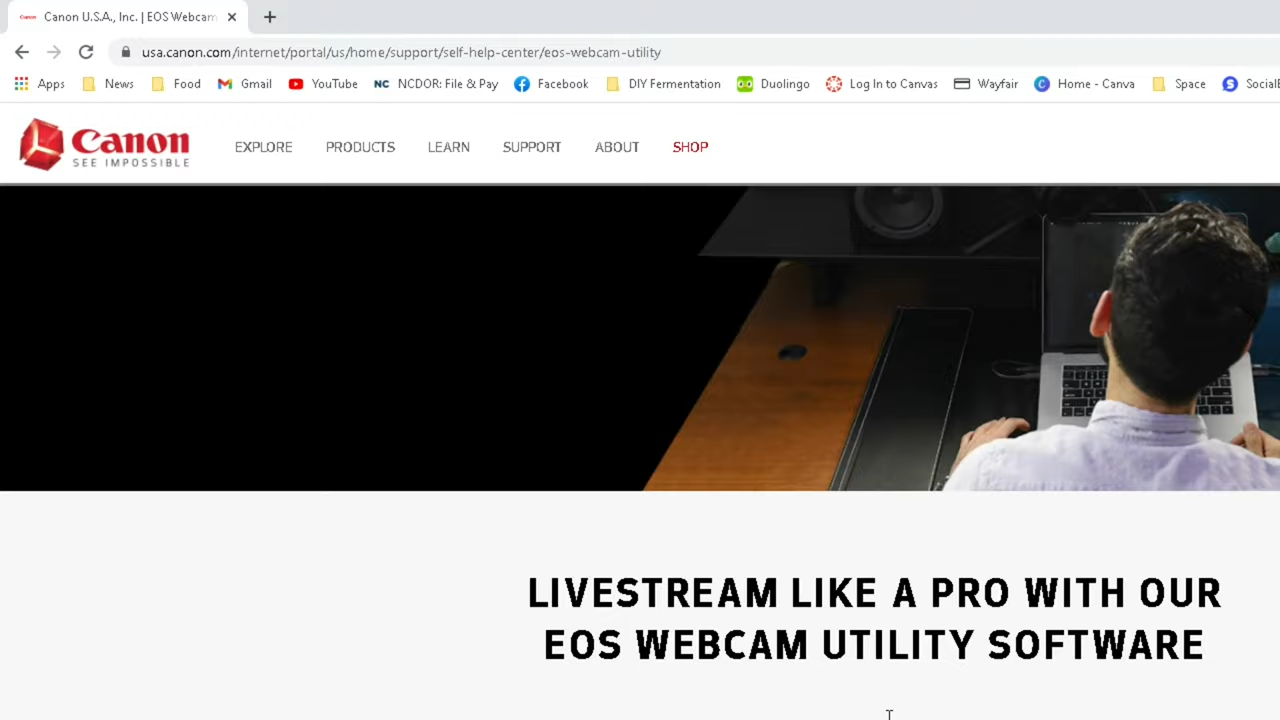 Canon U.S.A., Inc. | EOS Webcam
usa.canon.com/internet/portal/us/home/support/self-help-center/eos-webcam-utility
Apps News Food Gmail YouTube NC NCDOR: File & Pay Facebook DIY Fermentation Duolingo Log In to Canvas Wayfair Home - Canva Space Social
Canon
SEE IMPOSSIBLE
EXPLORE PRODUCTS LEARN SUPPORT ABOUT SHOP
LIVESTREAM LIKE A PRO WITH OUR
EOS WEBCAM UTILITY SOFTWARE